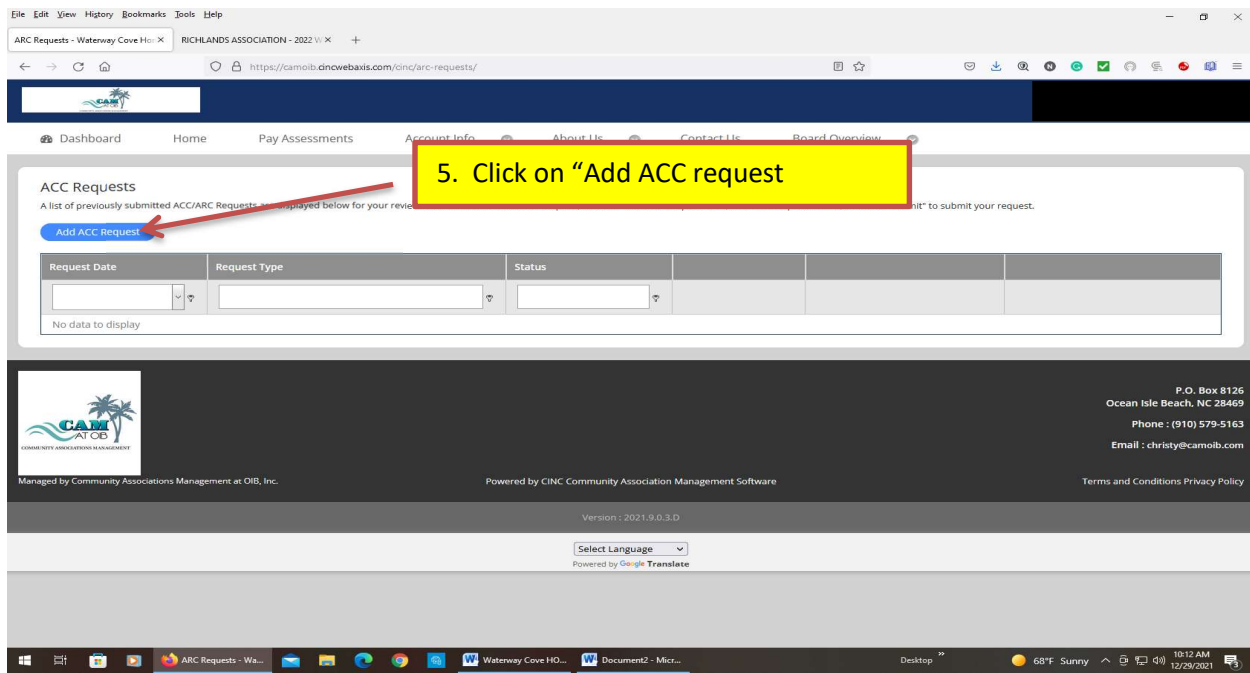 File Edit View History Bookmarks Tools Help
ARC Requests - Waterway Cove Ho RICHLANDS ASSOCIATION - 2022
https://camoib.cincwebaxis.com/cinc/arc-requests/
CAM
Dashboard Home Pay Assessments Account Info About Us Contact Us Board Overview
5. Click on “Add ACC request
ACC Requests
A list of previously submitted ACC/ARC Requests are displayed below for your to submit your request.
Add ACC Request
Request Date Request Type Status
No data to display
CAM
AT OIB
COMMUNITY ASSOCIATIONS MANAGEMENT
P.O. Box 8126
Ocean Isle Beach, NC 28469
Phone : (910) 579-5163
Email : christy@camoib.com
Managed by Community Associations Management at OIB, Inc. Powered by CINC Community Association Management Software Terms and Conditions Privacy Policy
Version : 2021.9.0.3.D
Select Language
Powered by Google Translate
ARC Requests - Wa... Waterway Cove HO... Document2 - Micr... Desktop 68°F Sunny 10:12 AM
12/29/2021